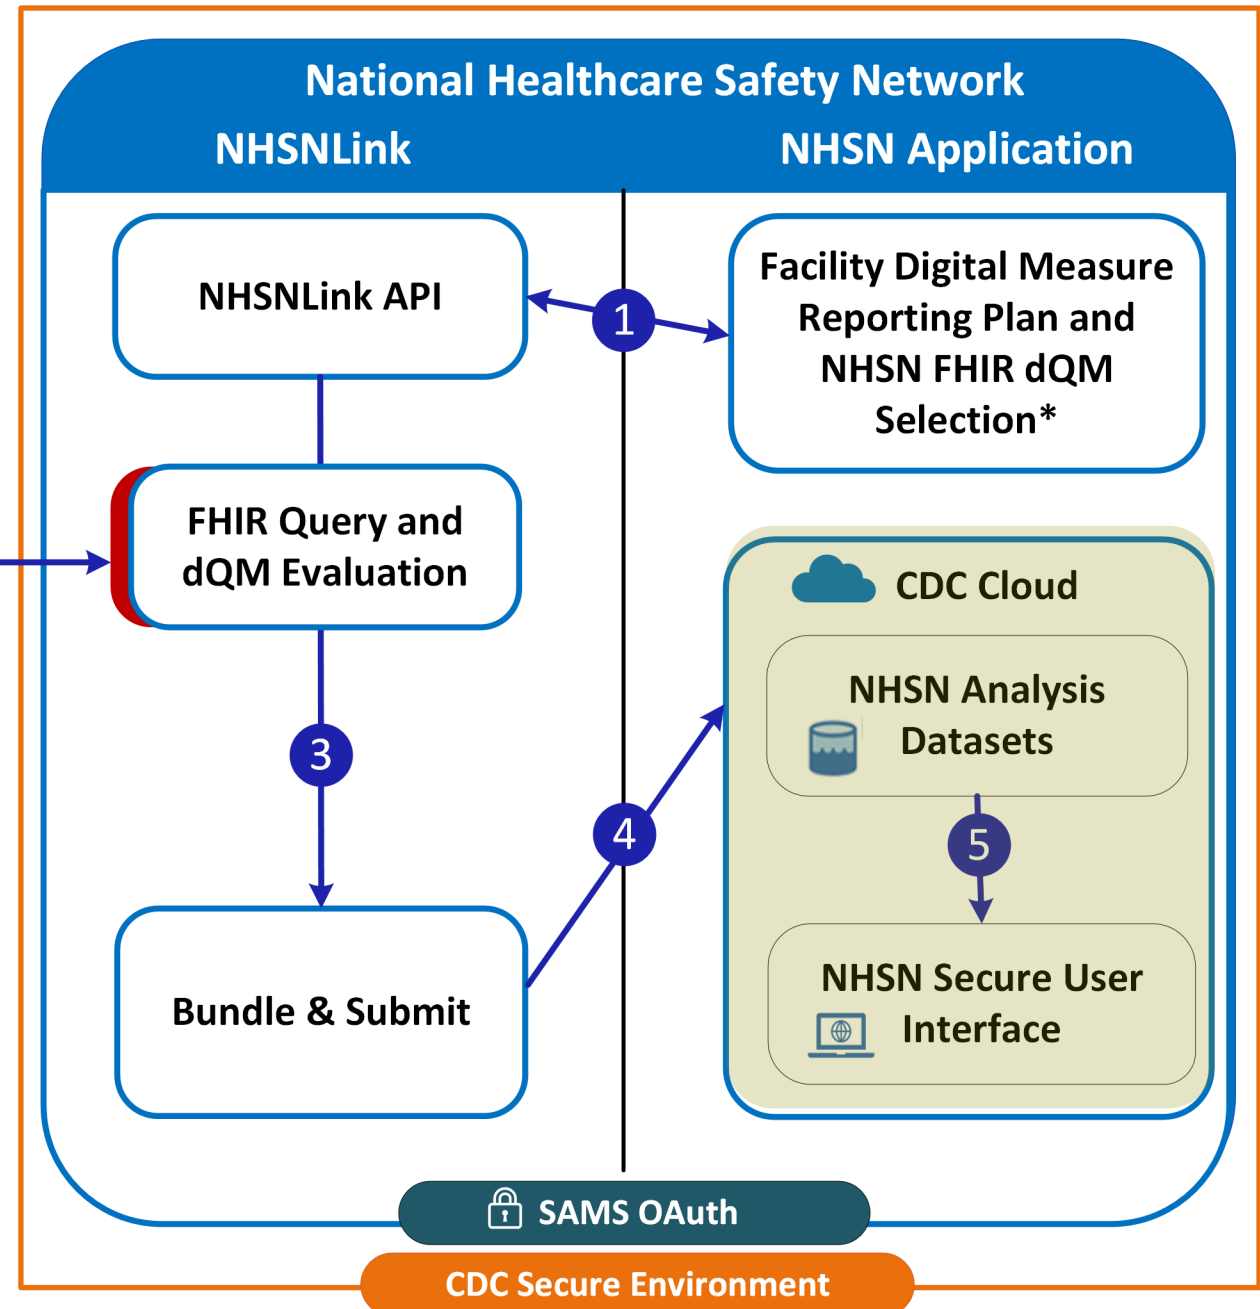 National Healthcare Safety Network
NHSNLink
NHSN Application
NHSNLink API
1
Facility Digital Measure
Reporting Plan and
NHSN FHIR dQM
Selection*
FHIR Query and
dQM Evaluation
CDC Cloud
NHSN Analysis
Datasets
3
4
5
Bundle & Submit
NHSN Secure User
Interface
SAMS OAuth
CDC Secure Environment